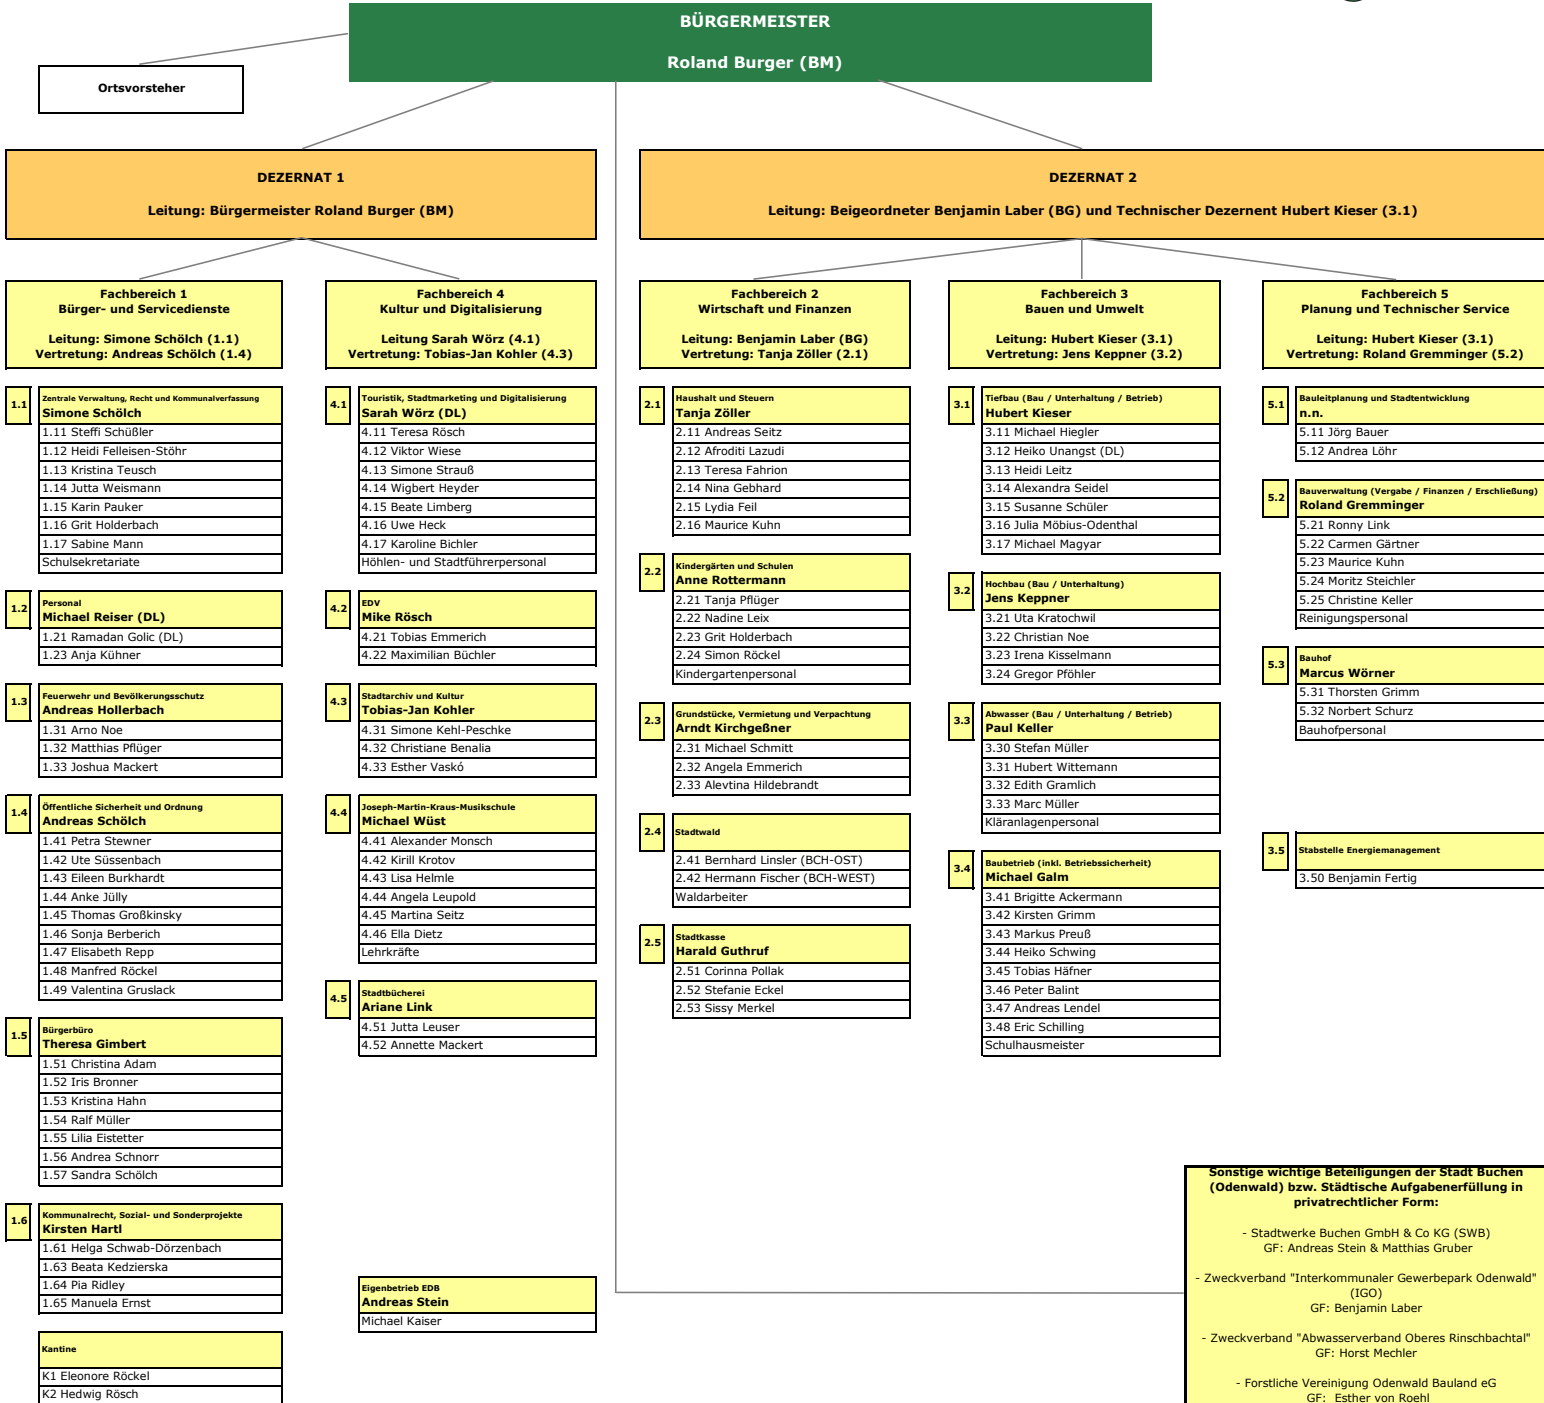 BÜRGERMEISTER
Roland Burger (BM)
Ortsvorsteher
DEZERNAT 1
Leitung: Bürgermeister Roland Burger (BM)
DEZERNAT 2
Leitung: Beigeordneter Benjamin Laber (BG) und Technischer Dezernent Hubert Kieser (3.1)
Fachbereich 1
Bürger- und Servicedienste
Leitung: Simone Schölch (1.1)
Vertretung: Andreas Schölch (1.4)
1.1
Zentrale Verwaltung, Recht und Kommunalverfassung
Simone Schölch
1.11 Steffi Schüßler
1.12 Heidi Felleisen-Stöhr
1.13 Kristina Teusch
1.14 Jutta Weismann
1.15 Karin Pauker
1.16 Grit Holderbach
1.17 Sabine Mann
Schulsekretariate
1.2
Personal
Michael Reiser (DL)
1.21 Ramadan Golic (DL)
1.23 Anja Kühner
1.3
Feuerwehr und Bevölkerungsschutz
Andreas Hollerbach
1.31 Arno Noe
1.32 Matthias Pflüger
1.33 Joshua Mackert
1.4
Öffentliche Sicherheit und Ordnung
Andreas Schölch
1.41 Petra Stewner
1.42 Ute Süssenbach
1.43 Eileen Burkhardt
1.44 Anke Jülly
1.45 Thomas Großkinsky
1.46 Sonja Berberich
1.47 Elisabeth Repp
1.48 Manfred Röckel
1.49 Valentina Gruslack
1.5
Bürgerbüro
Theresa Gimbert
1.51 Christina Adam
1.52 Iris Bronner
1.53 Kristina Hahn
1.54 Ralf Müller
1.55 Lilia Eistetter
1.56 Andrea Schnorr
1.57 Sandra Schölch
1.6
Kommunalrecht, Sozial- und Sonderprojekte
Kirsten Hartl
1.61 Helga Schwab-Dörzenbach
1.63 Beata Kedzierska
1.64 Pia Ridley
1.65 Manuela Ernst
Kantine
K1 Eleonore Röckel
K2 Hedwig Rösch
Fachbereich 4
Kultur und Digitalisierung
Leitung Sarah Wörz (4.1)
Vertretung: Tobias-Jan Kohler (4.3)
4.1
Touristik, Stadtmarketing und Digitalisierung
Sarah Wörz (DL)
4.11 Teresa Rösch
4.12 Viktor Wiese
4.13 Simone Strauß
4.14 Wigbert Heyder
4.15 Beate Limberg
4.16 Uwe Heck
4.17 Karoline Bichler
Höhlen- und Stadtführerpersonal
4.2
EDV
Mike Rösch
4.21 Tobias Emmerich
4.22 Maximilian Büchler
4.3
Stadtarchiv und Kultur
Tobias-Jan Kohler
4.31 Simone Kehl-Peschke
4.32 Christiane Benalia
4.33 Esther Vaskó
4.4
Joseph-Martin-Kraus-Musikschule
Michael Wüst
4.41 Alexander Monsch
4.42 Kirill Krotov
4.43 Lisa Helmle
4.44 Angela Leupold
4.45 Martina Seitz
4.46 Ella Dietz
Lehrkräfte
4.5
Stadtbücherei
Ariane Link
4.51 Jutta Leuser
4.52 Annette Mackert
Eigenbetrieb EDB
Andreas Stein
Michael Kaiser
Fachbereich 2
Wirtschaft und Finanzen
Leitung: Benjamin Laber (BG)
Vertretung: Tanja Zöller (2.1)
2.1
Haushalt und Steuern
Tanja Zöller
2.11 Andreas Seitz
2.12 Afroditi Lazudi
2.13 Teresa Fahrion
2.14 Nina Gebhard
2.15 Lydia Feil
2.16 Maurice Kuhn
2.2
Kindergärten und Schulen
Anne Rottermann
2.21 Tanja Pflüger
2.22 Nadine Leix
2.23 Grit Holderbach
2.24 Simon Röckel
Kindergartenpersonal
2.3
Grundstücke, Vermietung und Verpachtung
Arndt Kirchgeßner
2.31 Michael Schmitt
2.32 Angela Emmerich
2.33 Alevtina Hildebrandt
2.4
Stadtwald
2.41 Bernhard Linsler (BCH-OST)
2.42 Hermann Fischer (BCH-WEST)
Waldarbeiter
2.5
Stadtkasse
Harald Guthruf
2.51 Corinna Pollak
2.52 Stefanie Eckel
2.53 Sissy Merkel
Fachbereich 3
Bauen und Umwelt
Leitung: Hubert Kieser (3.1)
Vertretung: Jens Keppner (3.2)
3.1
Tiefbau (Bau / Unterhaltung / Betrieb)
Hubert Kieser
3.11 Michael Hiegler
3.12 Heiko Unangst (DL)
3.13 Heidi Leitz
3.14 Alexandra Seidel
3.15 Susanne Schüler
3.16 Julia Möbius-Odenthal
3.17 Michael Magyar
3.2
Hochbau (Bau / Unterhaltung)
Jens Keppner
3.21 Uta Kratochwil
3.22 Christian Noe
3.23 Irena Kisselmann
3.24 Gregor Pföhler
3.3
Abwasser (Bau / Unterhaltung / Betrieb)
Paul Keller
3.30 Stefan Müller
3.31 Hubert Wittemann
3.32 Edith Gramlich
3.33 Marc Müller
Kläranlagenpersonal
3.4
Baubetrieb (inkl. Betriebssicherheit)
Michael Galm
3.41 Brigitte Ackermann
3.42 Kirsten Grimm
3.43 Markus Preuß
3.44 Heiko Schwing
3.45 Tobias Häfner
3.46 Peter Balint
3.47 Andreas Lendel
3.48 Eric Schilling
Schulhausmeister
Fachbereich 5
Planung und Technischer Service
Leitung: Hubert Kieser (3.1)
Vertretung: Roland Gremminger (5.2)
5.1
Bauleitplanung und Stadtentwicklung
n.n.
5.11 Jörg Bauer
5.12 Andrea Löhr
5.2
Bauverwaltung (Vergabe / Finanzen / Erschließung)
Roland Gremminger
5.21 Ronny Link
5.22 Carmen Gärtner
5.23 Maurice Kuhn
5.24 Moritz Steichler
5.25 Christine Keller
Reinigungspersonal
5.3
Bauhof
Marcus Wörner
5.31 Thorsten Grimm
5.32 Norbert Schurz
Bauhofpersonal
3.5
Stabstelle Energiemanagement
3.50 Benjamin Fertig
Sonstige wichtige Beteiligungen der Stadt Buchen
(Odenwald) bzw. Städtische Aufgabenerfüllung in
privatrechtlicher Form:
- Stadtwerke Buchen GmbH & Co KG (SWB)
GF: Andreas Stein & Matthias Gruber
- Zweckverband "Interkommunaler Gewerbepark Odenwald"
(IGO)
GF: Benjamin Laber
- Zweckverband "Abwasserverband Oberes Rinschbachtal"
GF: Horst Mechler
- Forstliche Vereinigung Odenwald Bauland eG
GF: Esther von Roehl